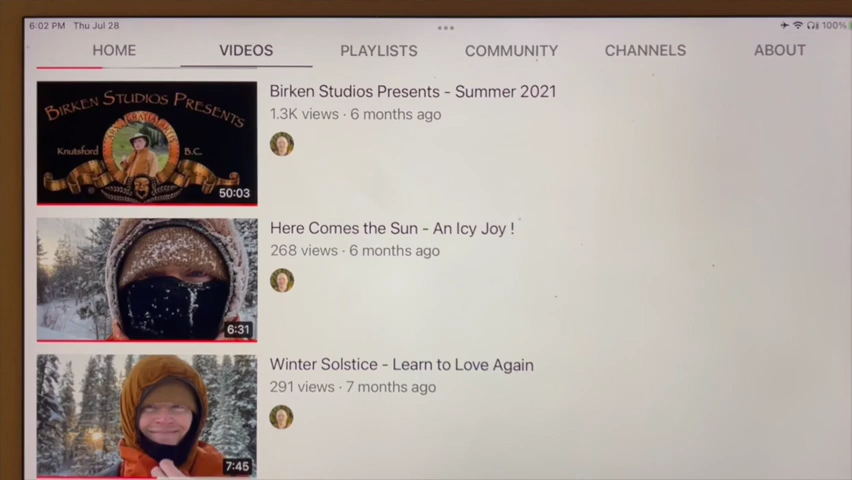 6:02 PM Thu Jul 28
100%
HOME VIDEOS PLAYLISTS COMMUNITY CHANNELS ABOUT
BIRKEN STUDIOS PRESENTS
Knutsford B.C.
50:03
Birken Studios Presents - Summer 2021
1.3K views · 6 months ago
6:31
Here Comes the Sun - An Icy Joy !
268 views · 6 months ago
7:45
Winter Solstice - Learn to Love Again
291 views · 7 months ago